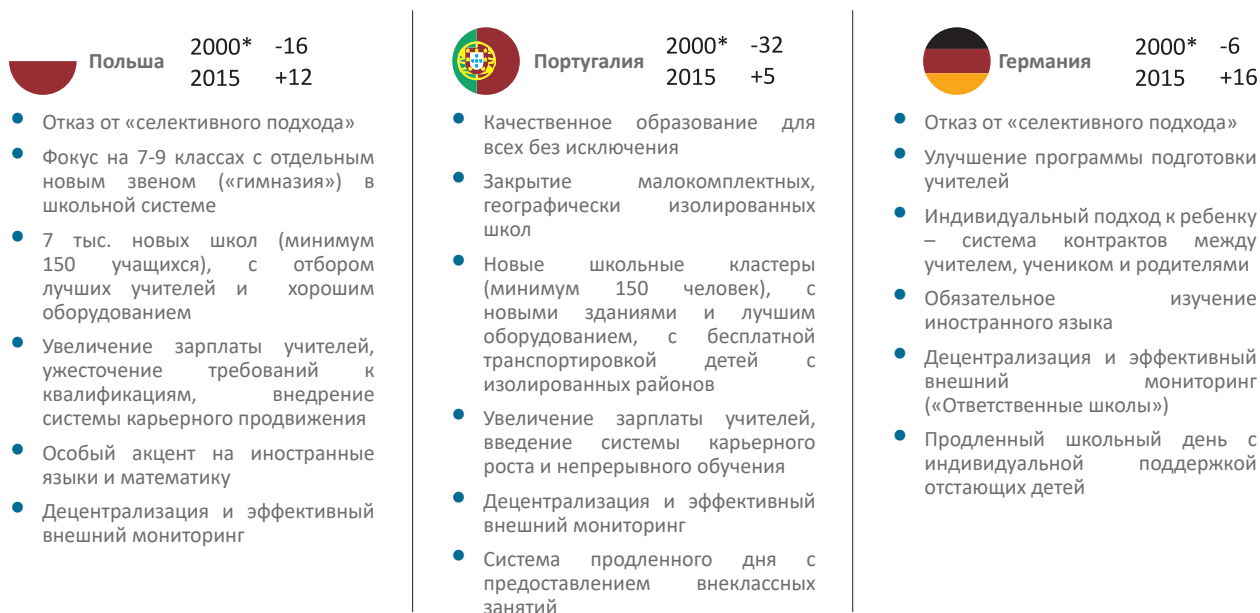 Польша
2000* -16
2015 +12
Отказ от «селективного подхода»
Фокус на 7-9 классах с отдельным
новым звеном («гимназия») в
школьной системе
7 тыс. новых школ (минимум
150 учащихся), с отбором
лучших учителей и хорошим
оборудованием
Увеличение зарплаты учителей,
ужесточение требований к
квалификациям, внедрение
системы карьерного продвижения
Особый акцент на иностранные
языки и математику
Децентрализация и эффективный
внешний мониторинг
Португалия
2000* -32
2015 +5
Качественное образование для
всех без исключения
Закрытие малокомплектных,
географически изолированных
школ
Новые школьные кластеры
(минимум 150 человек), с
новыми зданиями и лучшим
оборудованием, с бесплатной
транспортировкой детей с
изолированных районов
Увеличение зарплаты учителей,
введение системы карьерного
роста и непрерывного обучения
Децентрализация и эффективный
внешний мониторинг
Система продленного дня с
предоставлением внеклассных
занятий
Германия
2000* -6
2015 +16
Отказ от «селективного подхода»
Улучшение программы подготовки
учителей
Индивидуальный подход к ребенку
– система контрактов между
учителем, учеником и родителями
Обязательное изучение
иностранного языка
Децентрализация и эффективный
внешний мониторинг
(«Ответственные школы»)
Продленный школьный день с
индивидуальной поддержкой
отстающих детей